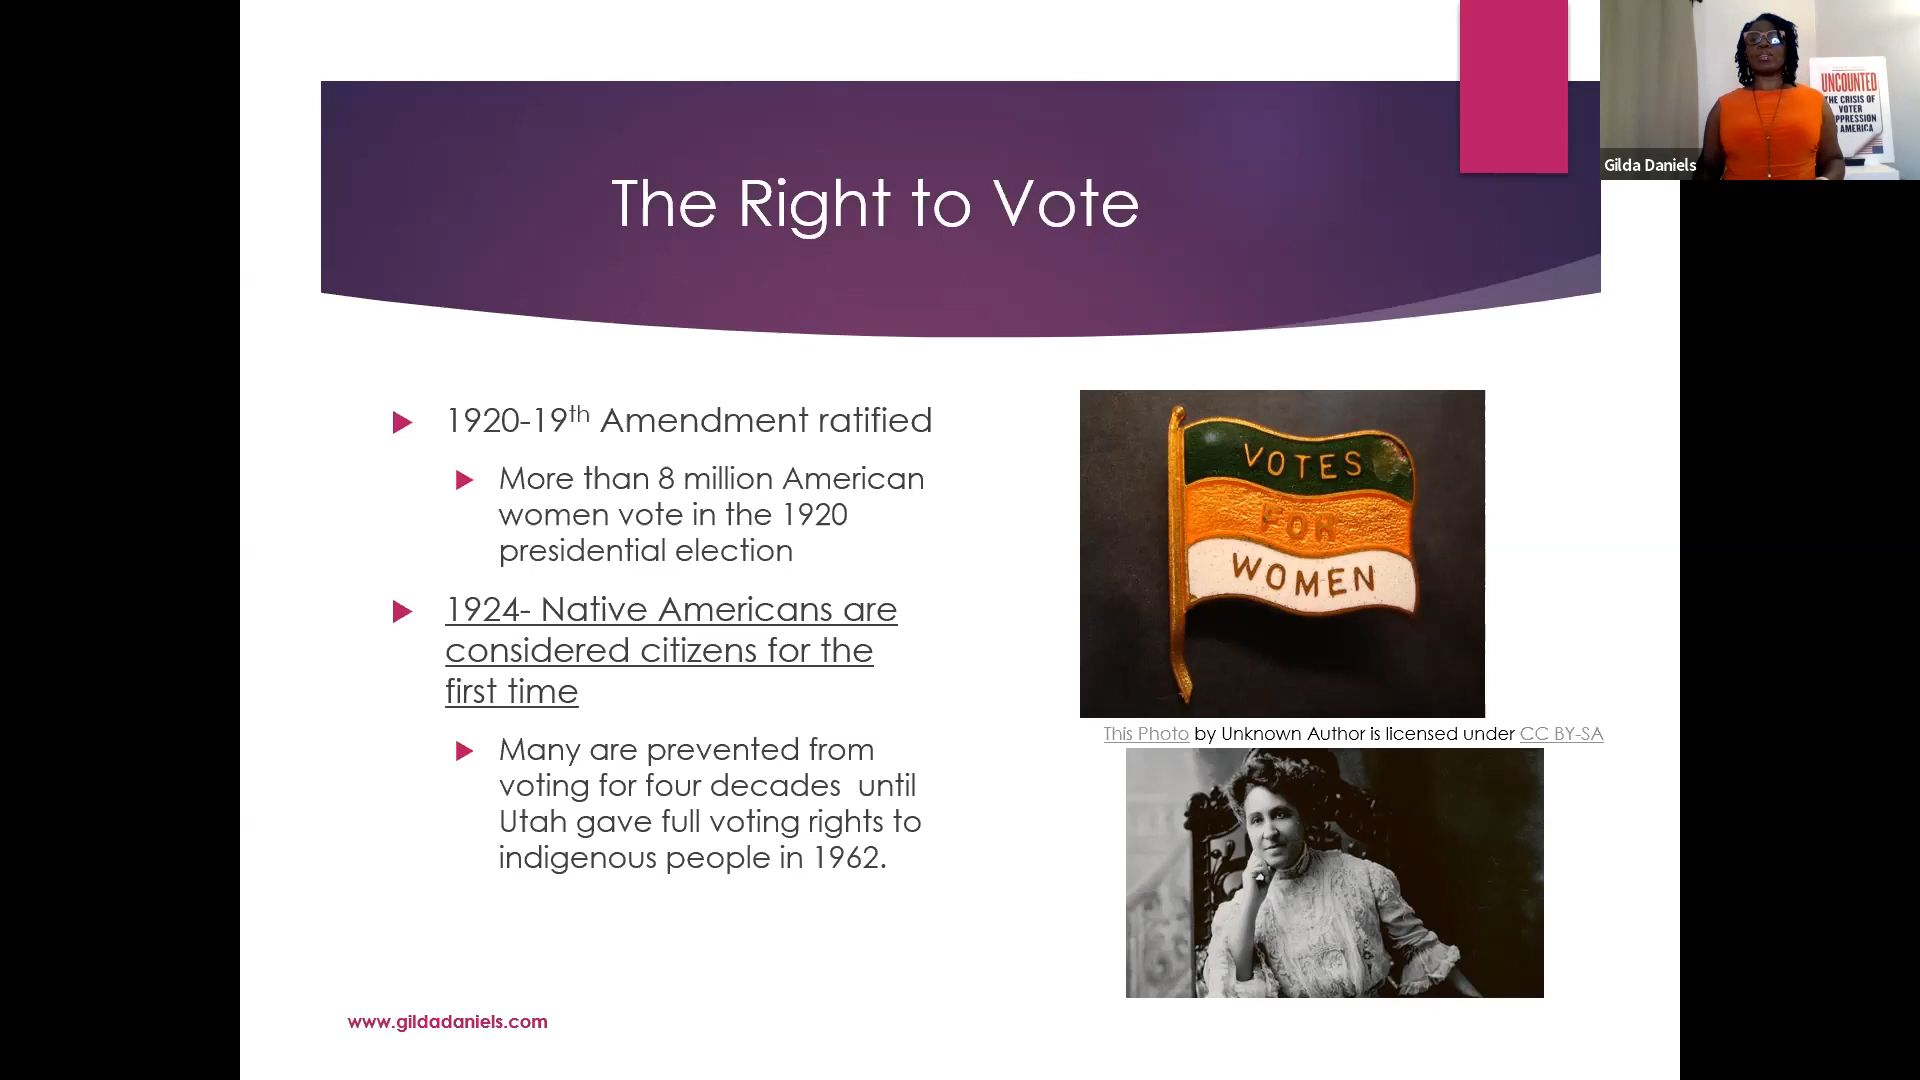 The Right to Vote
1920-19th Amendment ratified
More than 8 million American
women vote in the 1920
presidential election
1924- Native Americans are
considered citizens for the
first time
Many are prevented from
voting for four decades  until
Utah gave full voting rights to
indigenous people in 1962.
VOTES
FOR
WOMEN
This Photo by Unknown Author is licensed under CC BY-SA
www.gildadaniels.com
UNCOUNTED
THE CRISIS OF
VOTER
PPRESSION
AMERICA
Gilda Daniels